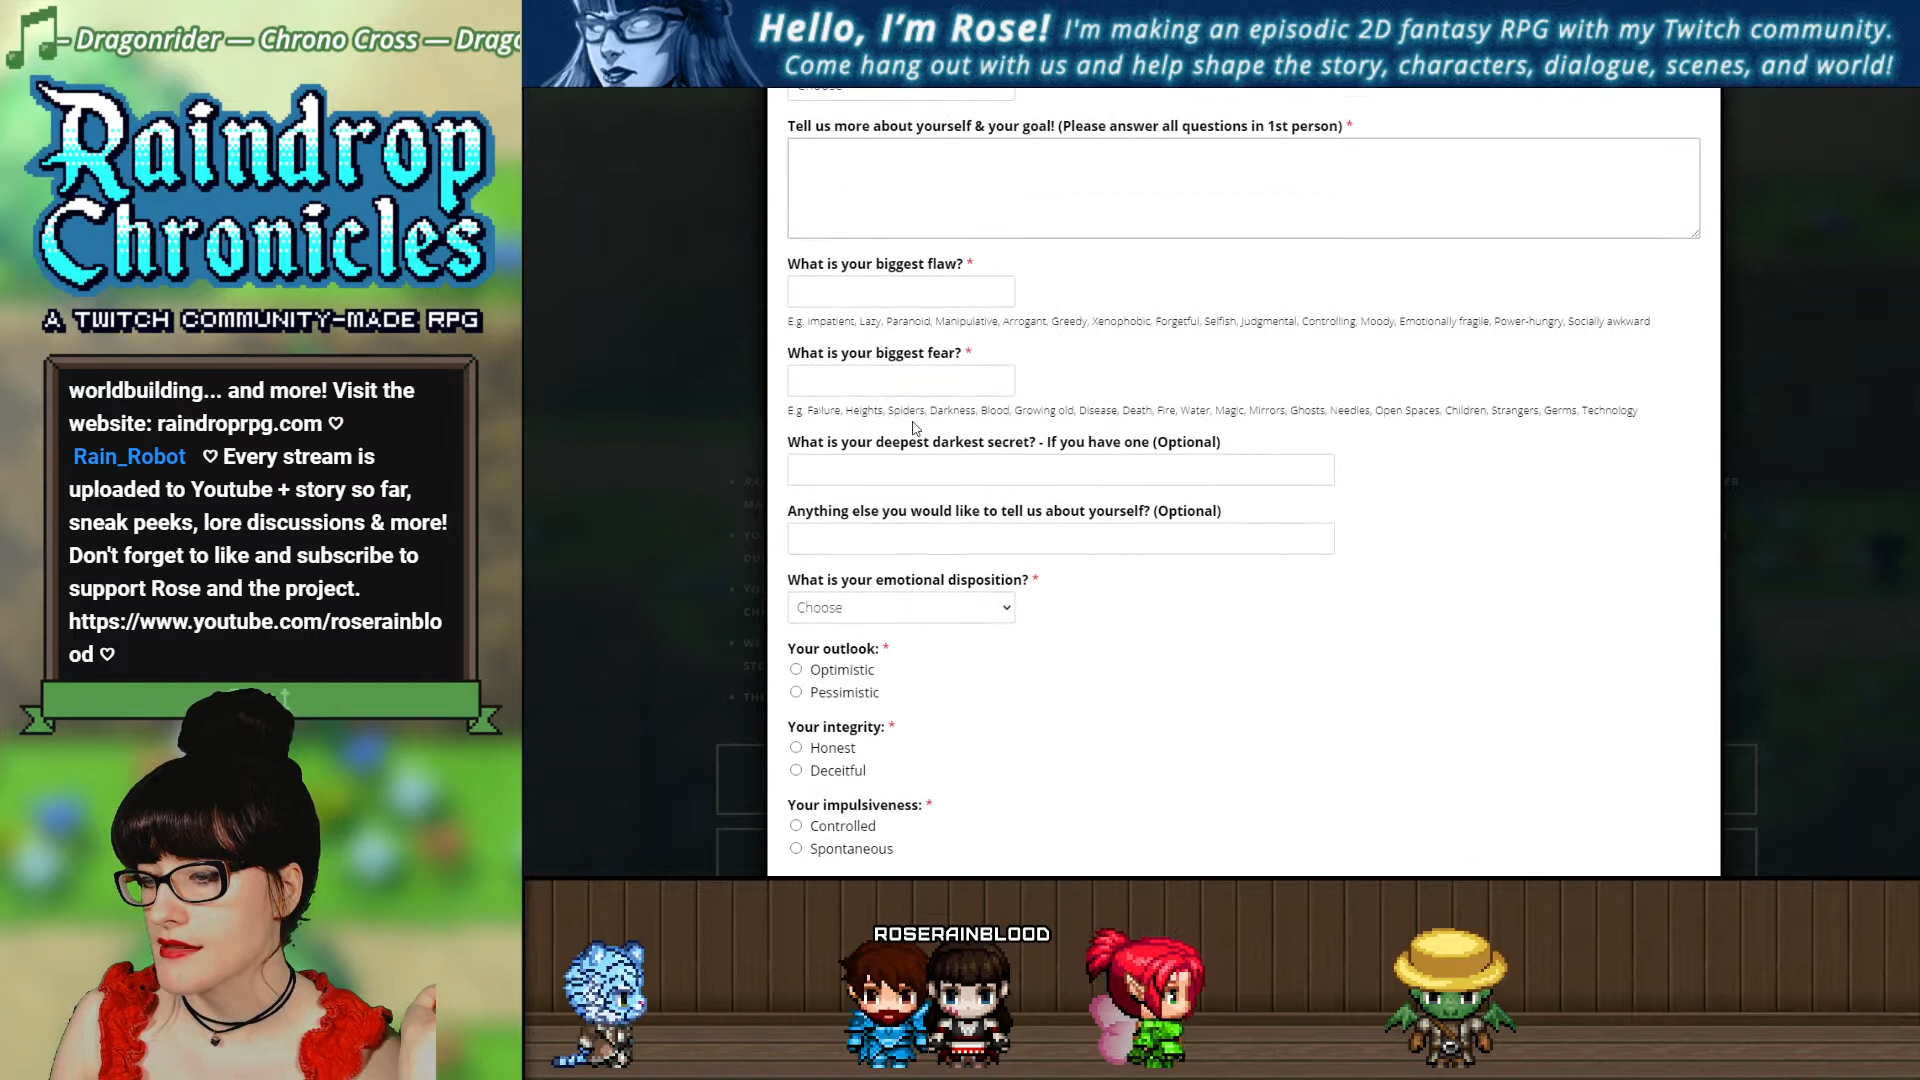 Dragonrider — Chrono Cross — Drag
Raindrop
Chronicles
A TWITCH COMMUNITY-MADE RPG
worldbuilding... and more! Visit the
website: raindroprpg.com ♡
Rain_Robot ♡ Every stream is
uploaded to Youtube + story so far,
sneak peeks, lore discussions & more!
Don't forget to like and subscribe to
support Rose and the project.
https://www.youtube.com/roserainblo
od ♡
Hello, I'm Rose! I'm making an episodic 2D fantasy RPG with my Twitch community.
Come hang out with us and help shape the story, characters, dialogue, scenes, and world!
Tell us more about yourself & your goal! (Please answer all questions in 1st person) *
What is your biggest flaw? *
E.g. Impatient, Lazy, Paranoid, Manipulative, Arrogant, Greedy, Xenophobic, Forgetful, Selfish, Judgmental, Controlling, Moody, Emotionally fragile, Power-hungry, Socially awkward
What is your biggest fear? *
E.g. Failure, Heights, Spiders, Darkness, Blood, Growing old, Disease, Death, Fire, Water, Magic, Mirrors, Ghosts, Needles, Open Spaces, Children, Strangers, Germs, Technology
What is your deepest darkest secret? - If you have one (Optional)
Anything else you would like to tell us about yourself? (Optional)
What is your emotional disposition? *
Choose
Your outlook: *
Optimistic
Pessimistic
Your integrity: *
Honest
Deceitful
Your impulsiveness: *
Controlled
Spontaneous
ROSERAINBLOOD